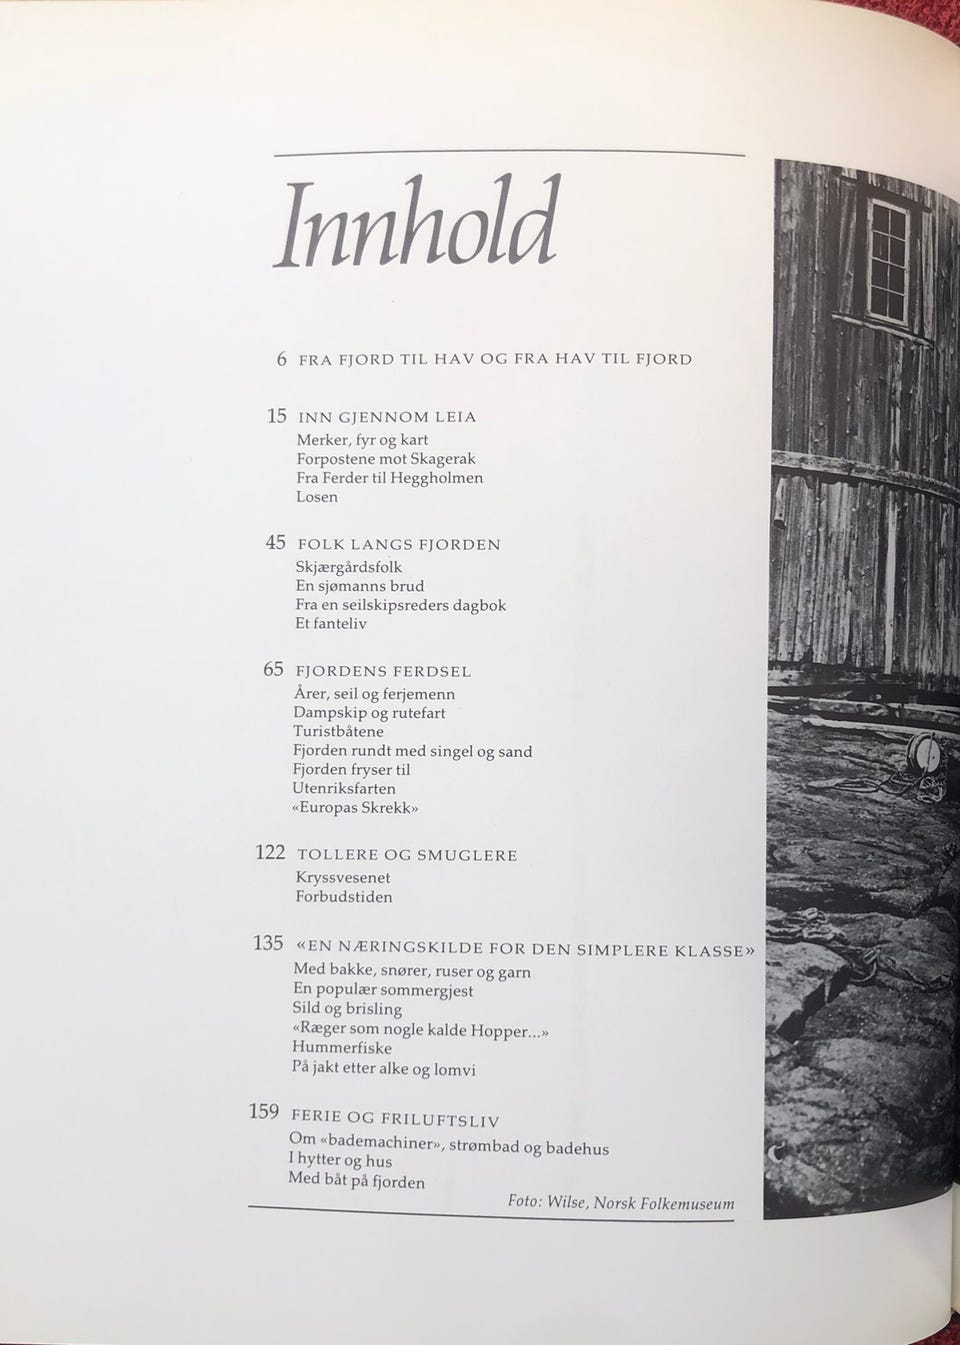 Innhold
6 FRA FJORD TIL HAV OG FRA HAV TIL FJORD
15 INN GJENNOM LEIA
Merker, fyr og kart
Forpostene mot Skagerak
Fra Ferder til Heggholmen
Losen
45 FOLK LANGS FJORDEN
Skjærgårdsfolk
En sjømanns brud
Fra en seilskipsreders dagbok
Et fanteliv
65 FJORDENS FERDSEL
Årer, seil og ferjemenn
Dampskip og rutefart
Turistbåtene
Fjorden rundt med singel og sand
Fjorden fryser til
Utenriksfarten
«Europas Skrekk»
122 TOLLERE OG SMUGLERE
Kryssvesenet
Forbudstiden
135 «EN NÆRINGSKILDE FOR DEN SIMPLERE KLASSE»
Med bakke, snører, ruser og garn
En populær sommergjest
Sild og brisling
«Ræger som nogle kalde Hopper...»
Hummerfiske
På jakt etter alke og lomvi
159 FERIE OG FRILUFTSLIV
Om «bademachiner», strømbad og badehus
I hytter og hus
Med båt på fjorden
Foto: Wilse, Norsk Folkemuseum